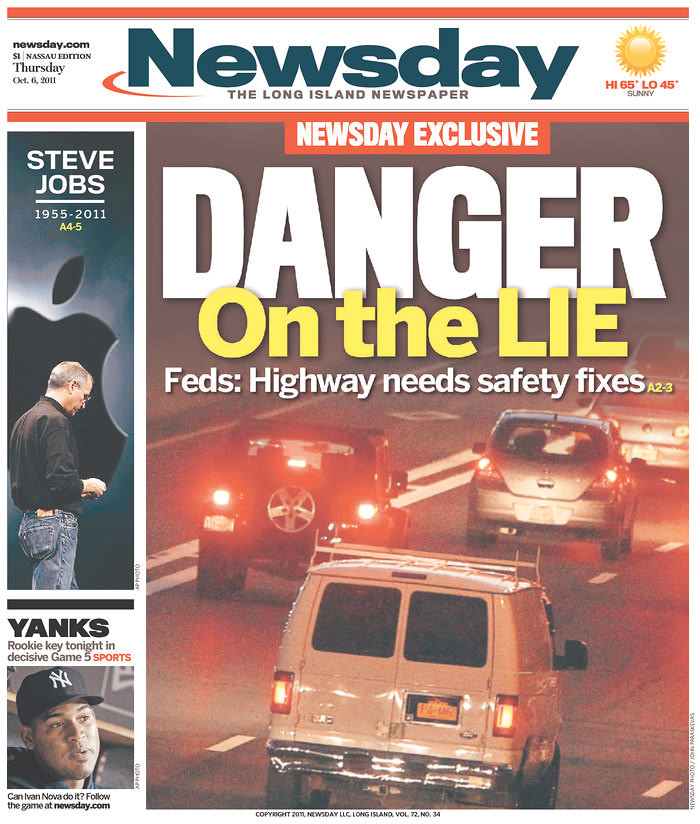 newsday.com
$1 | NASSAU EDITION
Thursday
Oct. 6, 2011
Newsday
THE LONG ISLAND NEWSPAPER
HI 65° LO 45°
SUNNY
STEVE
JOBS
1955-2011
A4-5
AP PHOTO
YANKS
Rookie key tonight in
decisive Game 5 SPORTS
AP PHOTO
Can Ivan Nova do it? Follow
the game at newsday.com
NEWSDAY EXCLUSIVE
DANGER
On the LIE
Feds: Highway needs safety fixes A2-3
NEWSDAY PHOTO / JOHN PARASKEVAS
COPYRIGHT 2011, NEWSDAY LLC, LONG ISLAND, VOL. 72, NO. 34